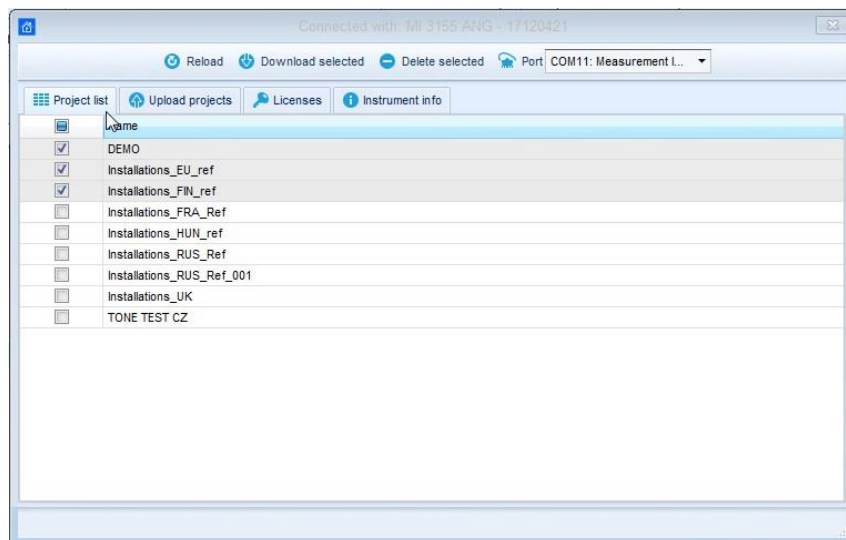 Connected with: MI 3155 ANG - 17120421
Reload Download selected Delete selected Port COM11: Measurement I...
Project list Upload projects Licenses Instrument info
Name
DEMO
Installations_EU_ref
Installations_FIN_ref
Installations_FRA_Ref
Installations_HUN_ref
Installations_RUS_Ref
Installations_RUS_Ref_001
Installations_UK
TONE TEST CZ